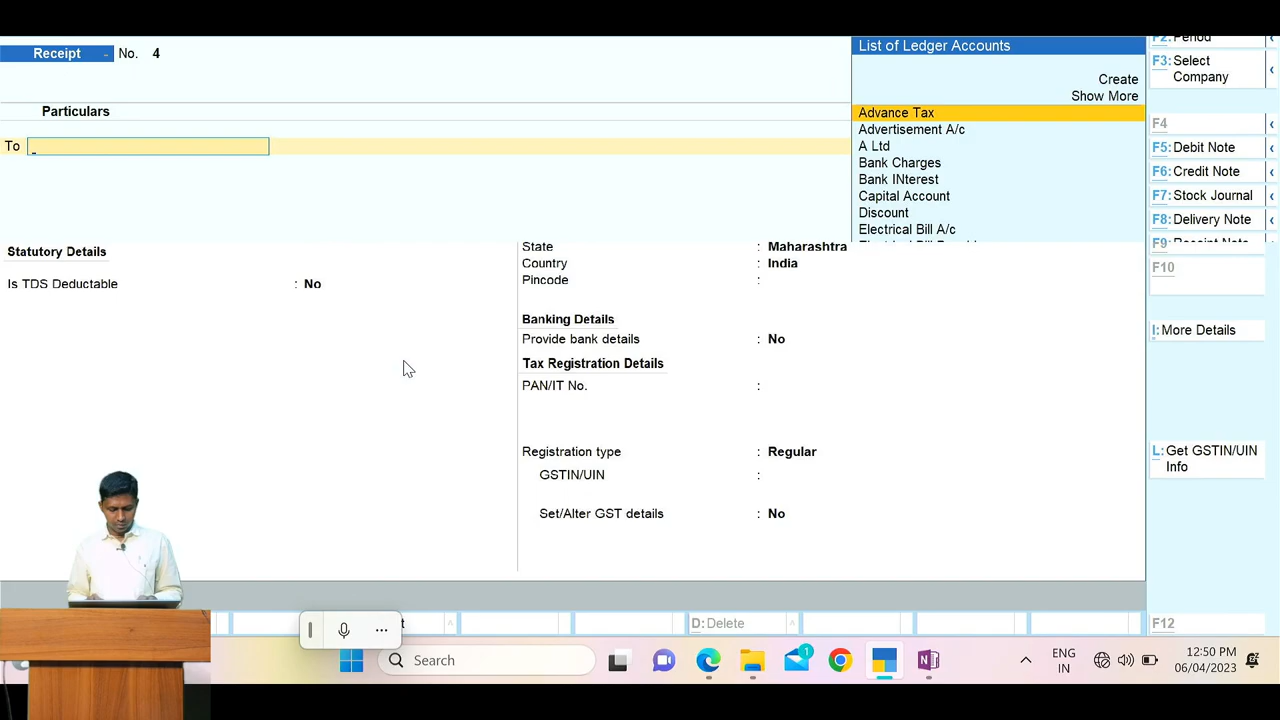 Receipt No. 4
List of Ledger Accounts
F3: Select Company
Create
Show More
Particulars
To
Advance Tax
Advertisement A/c
A Ltd
Bank Charges
Bank INterest
Capital Account
Discount
Electrical Bill A/c
F4
F5: Debit Note
F6: Credit Note
F7: Stock Journal
F8: Delivery Note
F9:
F10
I: More Details
L: Get GSTIN/UIN Info
Statutory Details
Is TDS Deductable : No
State : Maharashtra
Country : India
Pincode :
Banking Details
Provide bank details : No
Tax Registration Details
PAN/IT No. :
Registration type : Regular
GSTIN/UIN :
Set/Alter GST details : No
D: Delete
F12
Search
1
ENG
IN
12:50 PM
06/04/2023